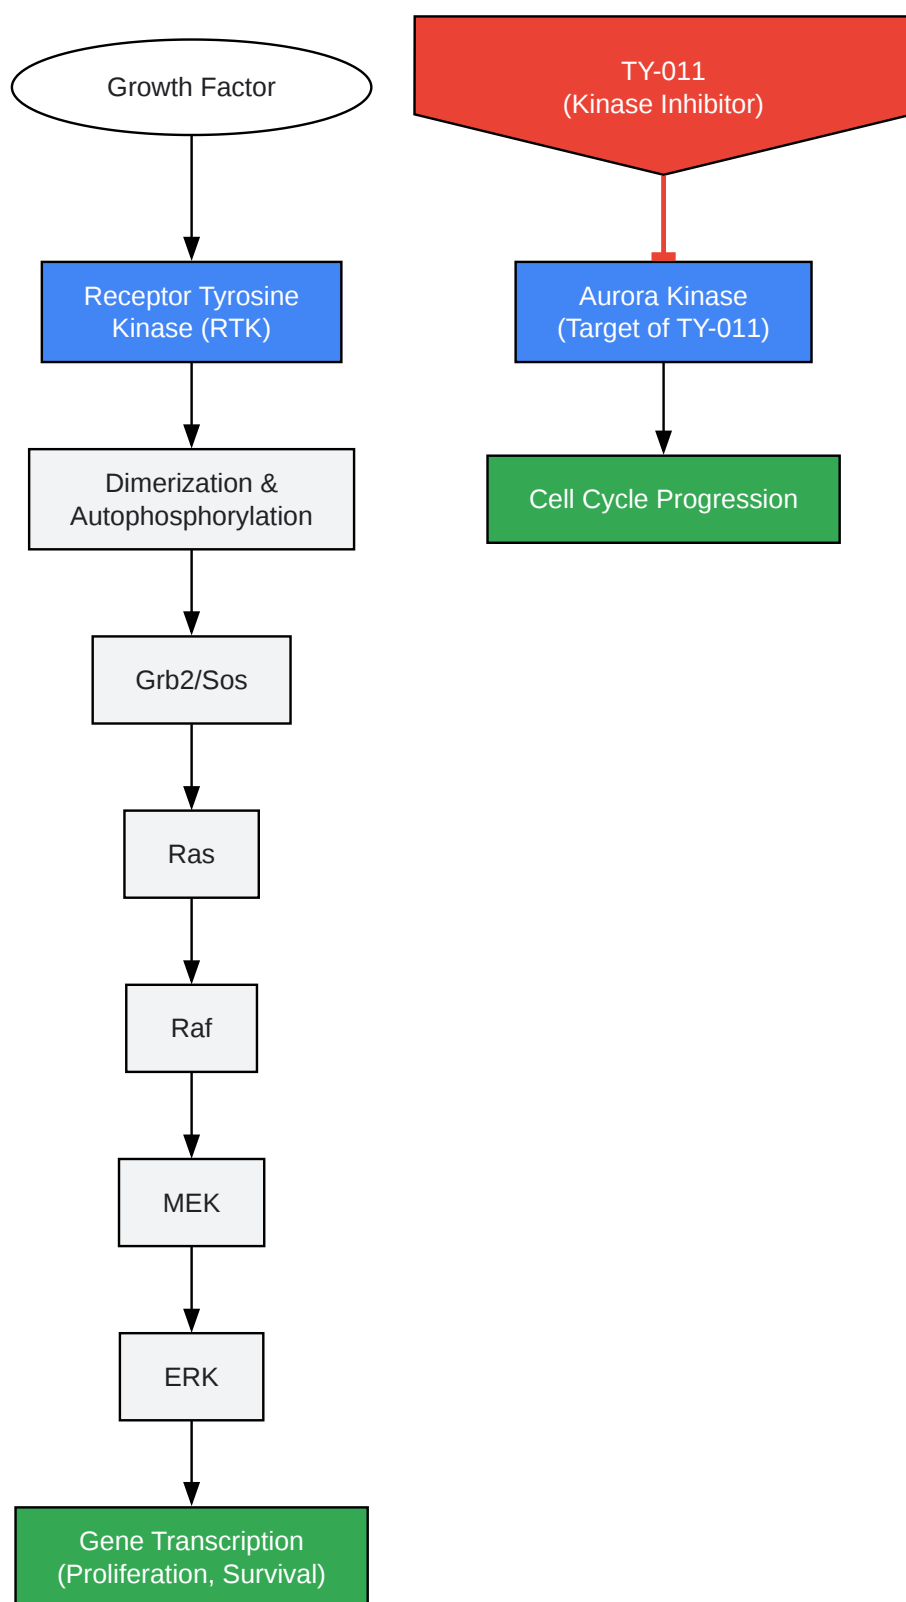 Growth Factor
TY-011
(Kinase Inhibitor)
Receptor Tyrosine
Kinase (RTK)
Aurora Kinase
(Target of TY-011)
Dimerization &
Autophosphorylation
Cell Cycle Progression
Grb2/Sos
Ras
Raf
MEK
ERK
Gene Transcription
(Proliferation, Survival)